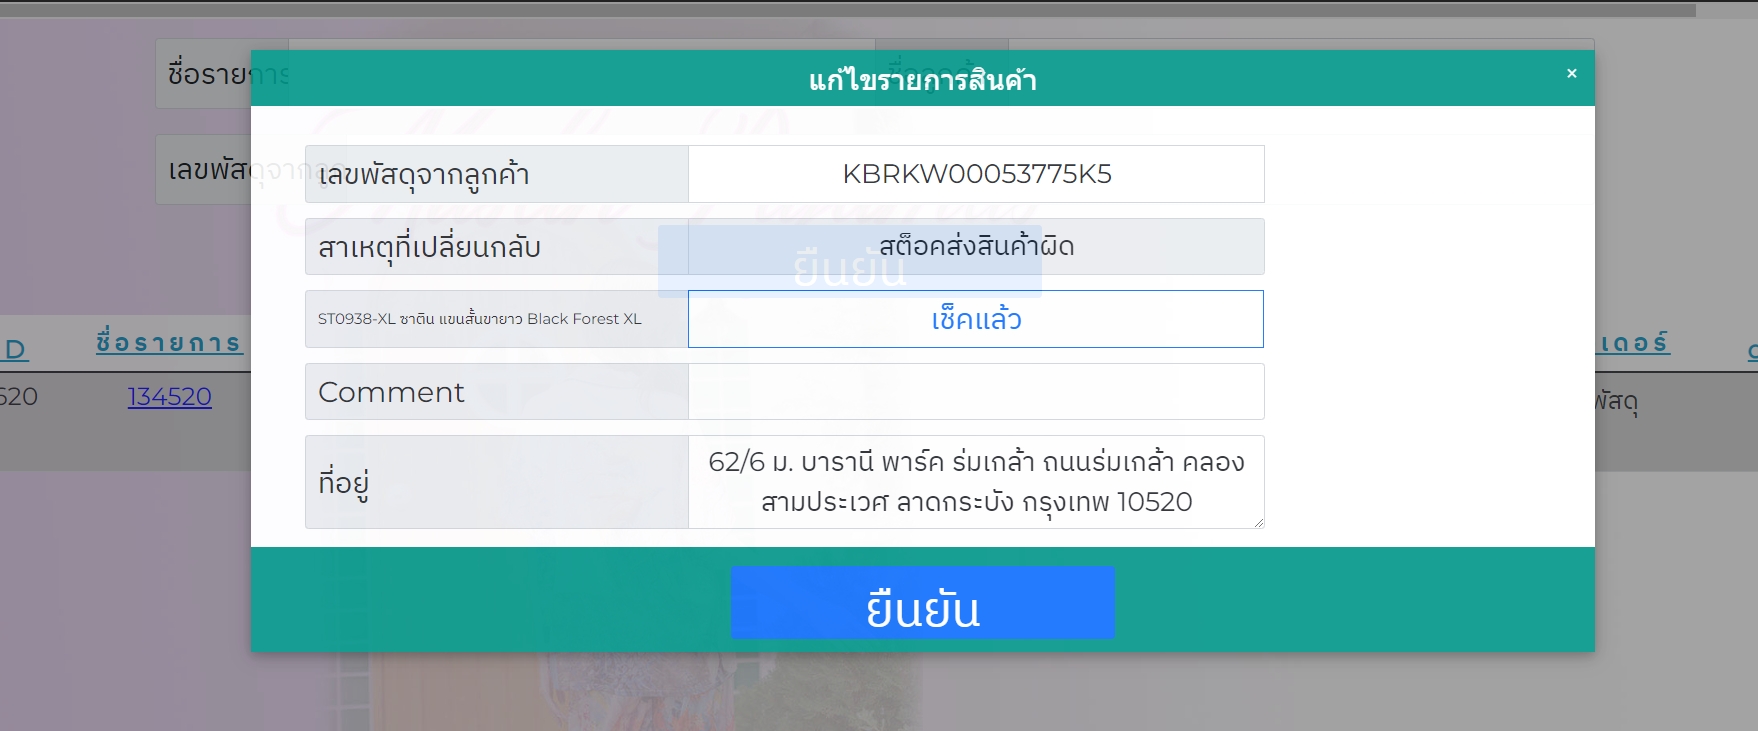 ชื่อรายการ
แก้ไขรายการสินค้า
×
เลขพัสดุจากลูก
เลขพัสดุจากลูกค้า
KBRKW00053775K5
สาเหตุที่เปลี่ยนกลับ
สต็อคส่งสินค้าผิด
ยืนยัน
ST0938-XL ซาติน แขนสั้นขายาว Black Forest XL
เช็คแล้ว
D
ชื่อรายการ
เดอร์
520
134520
พัสดุ
Comment
ที่อยู่
62/6 ม. บารานี พาร์ค ร่มเกล้า ถนนร่มเกล้า คลอง
สามประเวศ ลาดกระบัง กรุงเทพ 10520
ยืนยัน